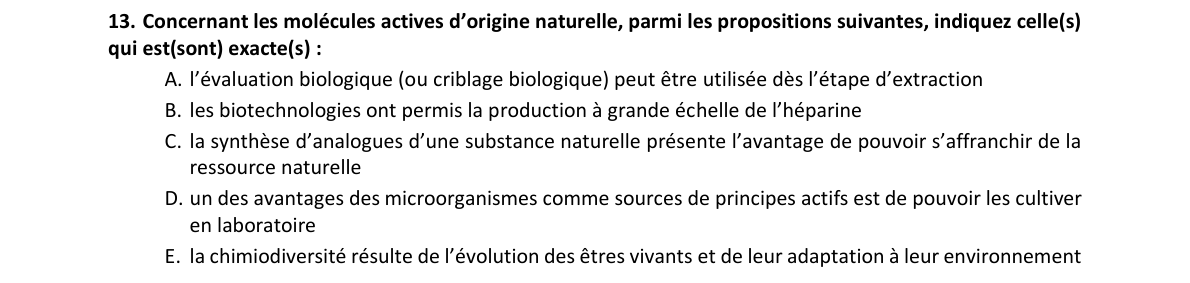 13. Concernant les molécules actives d’origine naturelle, parmi les propositions suivantes, indiquez celle(s)
qui est(sont) exacte(s) :
A. l’évaluation biologique (ou criblage biologique) peut être utilisée dès l’étape d’extraction
B. les biotechnologies ont permis la production à grande échelle de l’héparine
C. la synthèse d’analogues d’une substance naturelle présente l’avantage de pouvoir s’affranchir de la
ressource naturelle
D. un des avantages des microorganismes comme sources de principes actifs est de pouvoir les cultiver
en laboratoire
E. la chimiodiversité résulte de l’évolution des êtres vivants et de leur adaptation à leur environnement